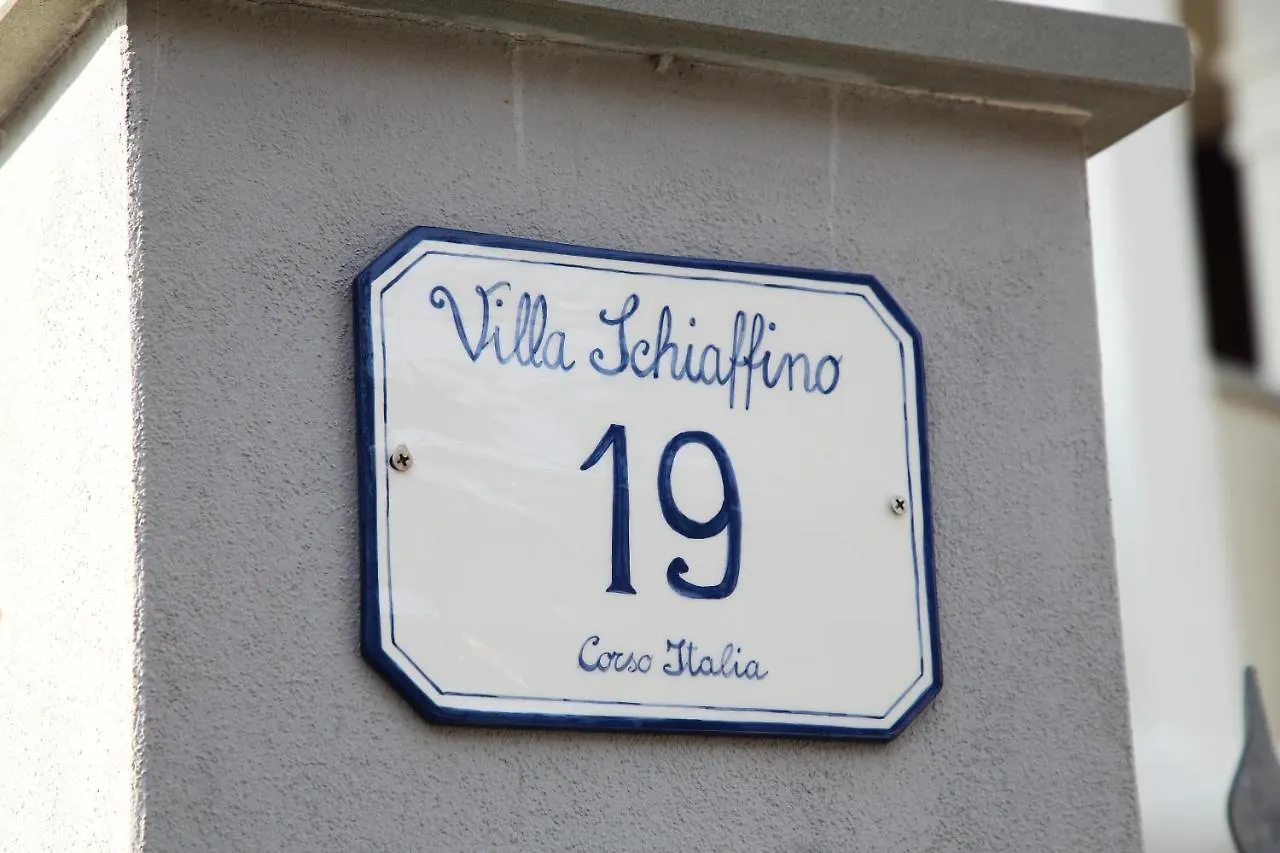 Villa Schiaffino
19
Corso Italia